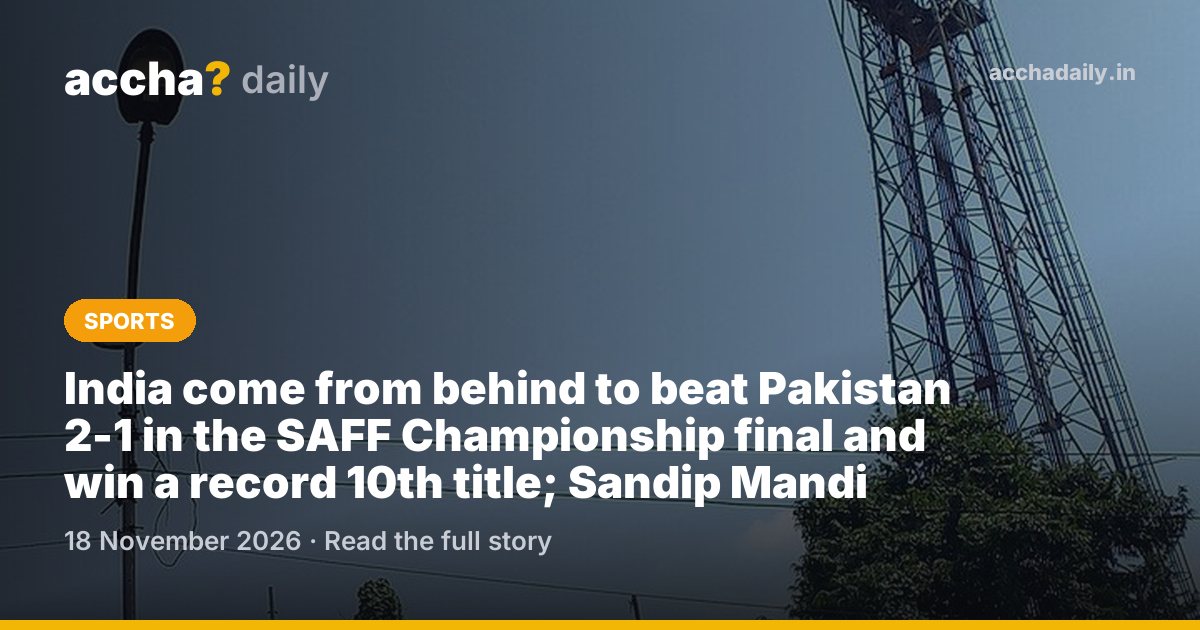 accha? daily
acchadaily.in
SPORTS
India come from behind to beat Pakistan
2-1 in the SAFF Championship final and
win a record 10th title; Sandip Mandi
18 November 2026 · Read the full story